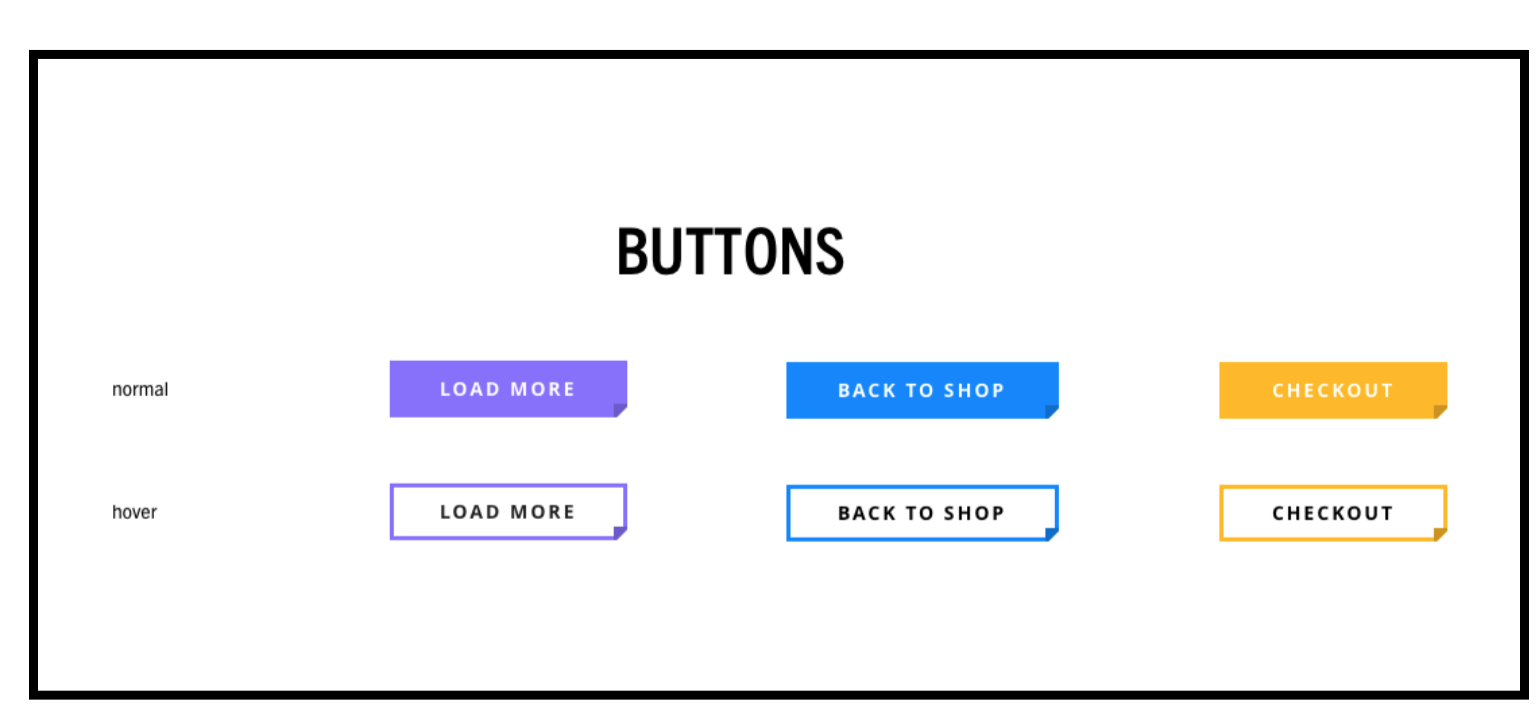 BUTTONS
normal
LOAD MORE
BACK TO SHOP
CHECKOUT
hover
LOAD MORE
BACK TO SHOP
CHECKOUT